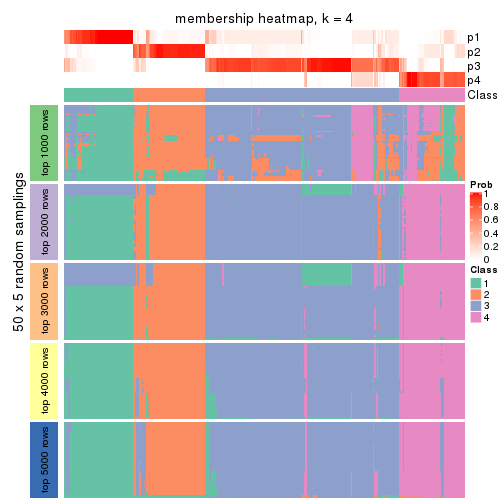 membership heatmap, k = 4
p1
p2
p3
p4
Class
50 x 5 random samplings
top 1000 rows
top 2000 rows
top 3000 rows
top 4000 rows
top 5000 rows
Prob
1
0.8
0.6
0.4
0.2
0
Class
1
2
3
4